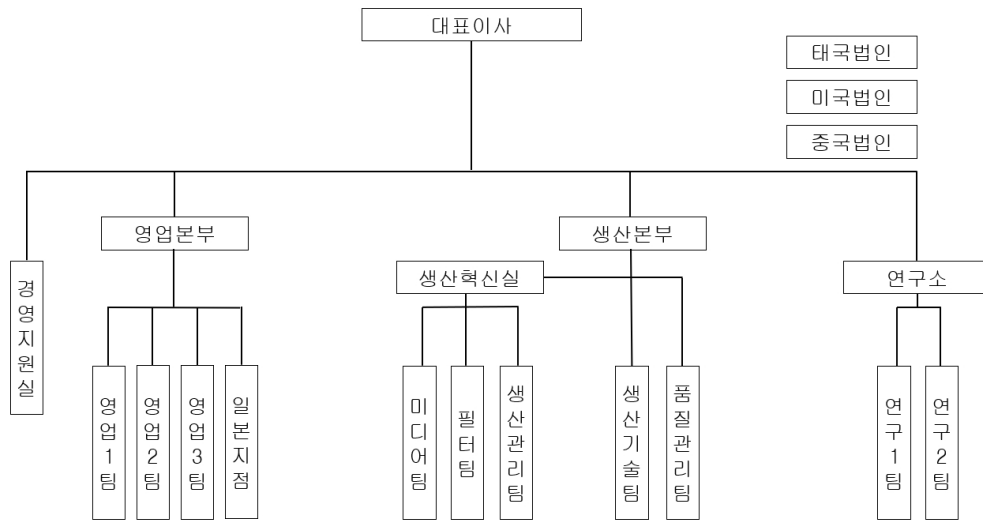 대표이사
태국법인
미국법인
중국법인
영업본부
생산본부
경영지원실
생산혁신실
연구소
영업1팀
영업2팀
영업3팀
일본지점
미디어팀
필터팀
생산관리팀
생산기술팀
품질관리팀
연구1팀
연구2팀